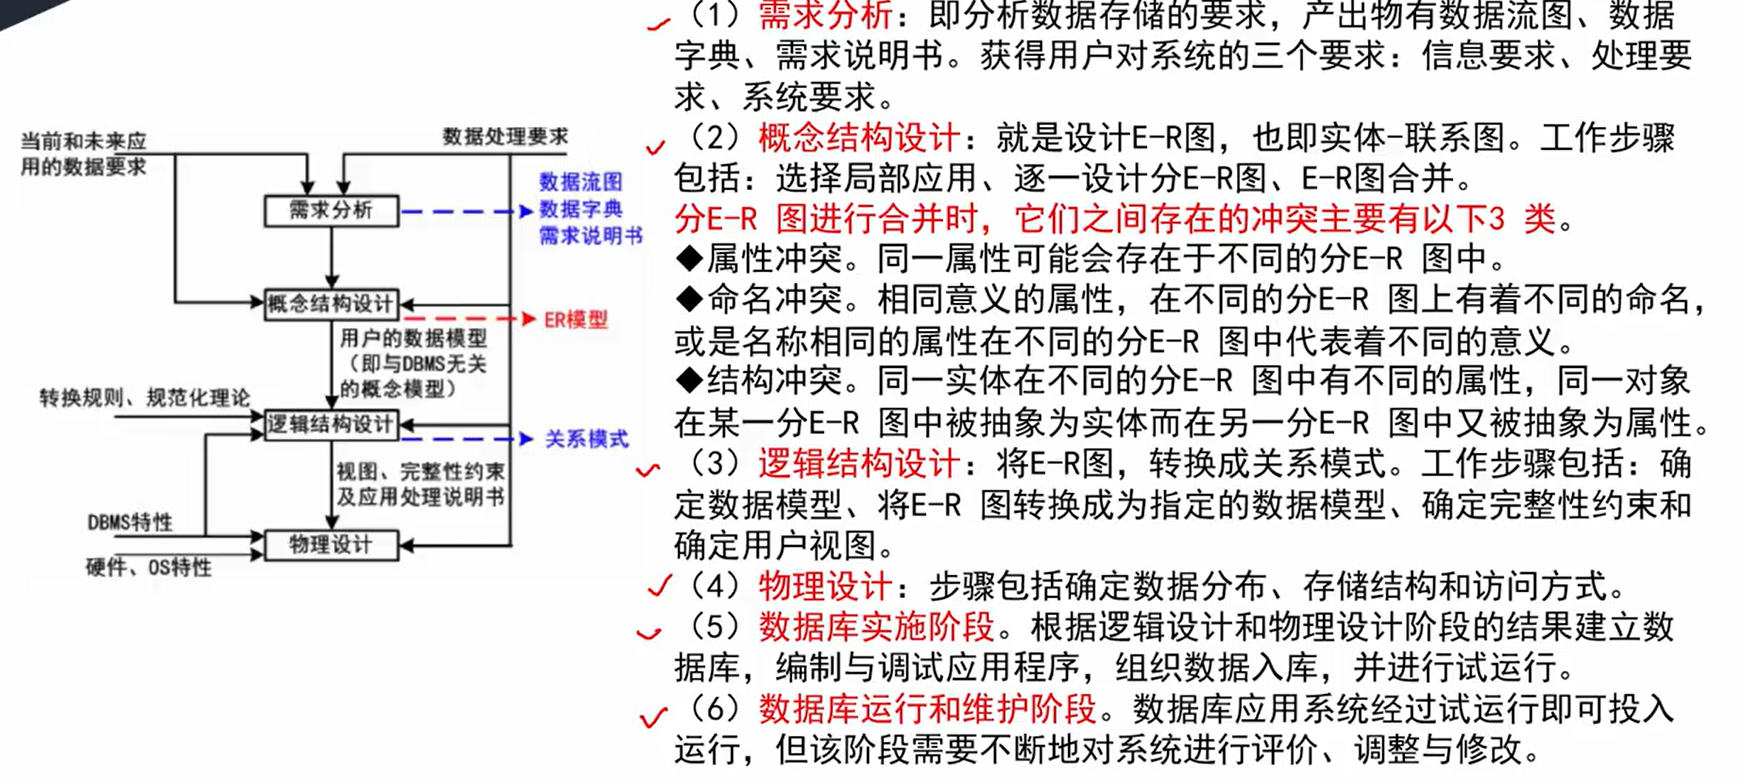 当前和未来应
用的数据要求
数据处理要求
需求分析
数据流图
数据字典
需求说明书
概念结构设计
ER模型
用户的数据模型
（即与DBMS无关
的概念模型）
转换规则、规范化理论
逻辑结构设计
关系模式
视图、完整性约束
及应用处理说明书
DBMS特性
物理设计
硬件、OS特性
（1）需求分析：即分析数据存储的要求，产出物有数据流图、数据
字典、需求说明书。获得用户对系统的三个要求：信息要求、处理要
求、系统要求。
（2）概念结构设计：就是设计E-R图，也即实体-联系图。工作步骤
包括：选择局部应用、逐一设计分E-R图、E-R图合并。
分E-R 图进行合并时，它们之间存在的冲突主要有以下3 类。
◆属性冲突。同一属性可能会存在于不同的分E-R 图中。
◆命名冲突。相同意义的属性，在不同的分E-R 图上有着不同的命名，
或是名称相同的属性在不同的分E-R 图中代表着不同的意义。
◆结构冲突。同一实体在不同的分E-R 图中有不同的属性，同一对象
在某一分E-R 图中被抽象为实体而在另一分E-R 图中又被抽象为属性。
（3）逻辑结构设计：将E-R图，转换成关系模式。工作步骤包括：确
定数据模型、将E-R 图转换成为指定的数据模型、确定完整性约束和
确定用户视图。
（4）物理设计：步骤包括确定数据分布、存储结构和访问方式。
（5）数据库实施阶段。根据逻辑设计和物理设计阶段的结果建立数
据库，编制与调试应用程序，组织数据入库，并进行试运行。
（6）数据库运行和维护阶段。数据库应用系统经过试运行即可投入
运行，但该阶段需要不断地对系统进行评价、调整与修改。